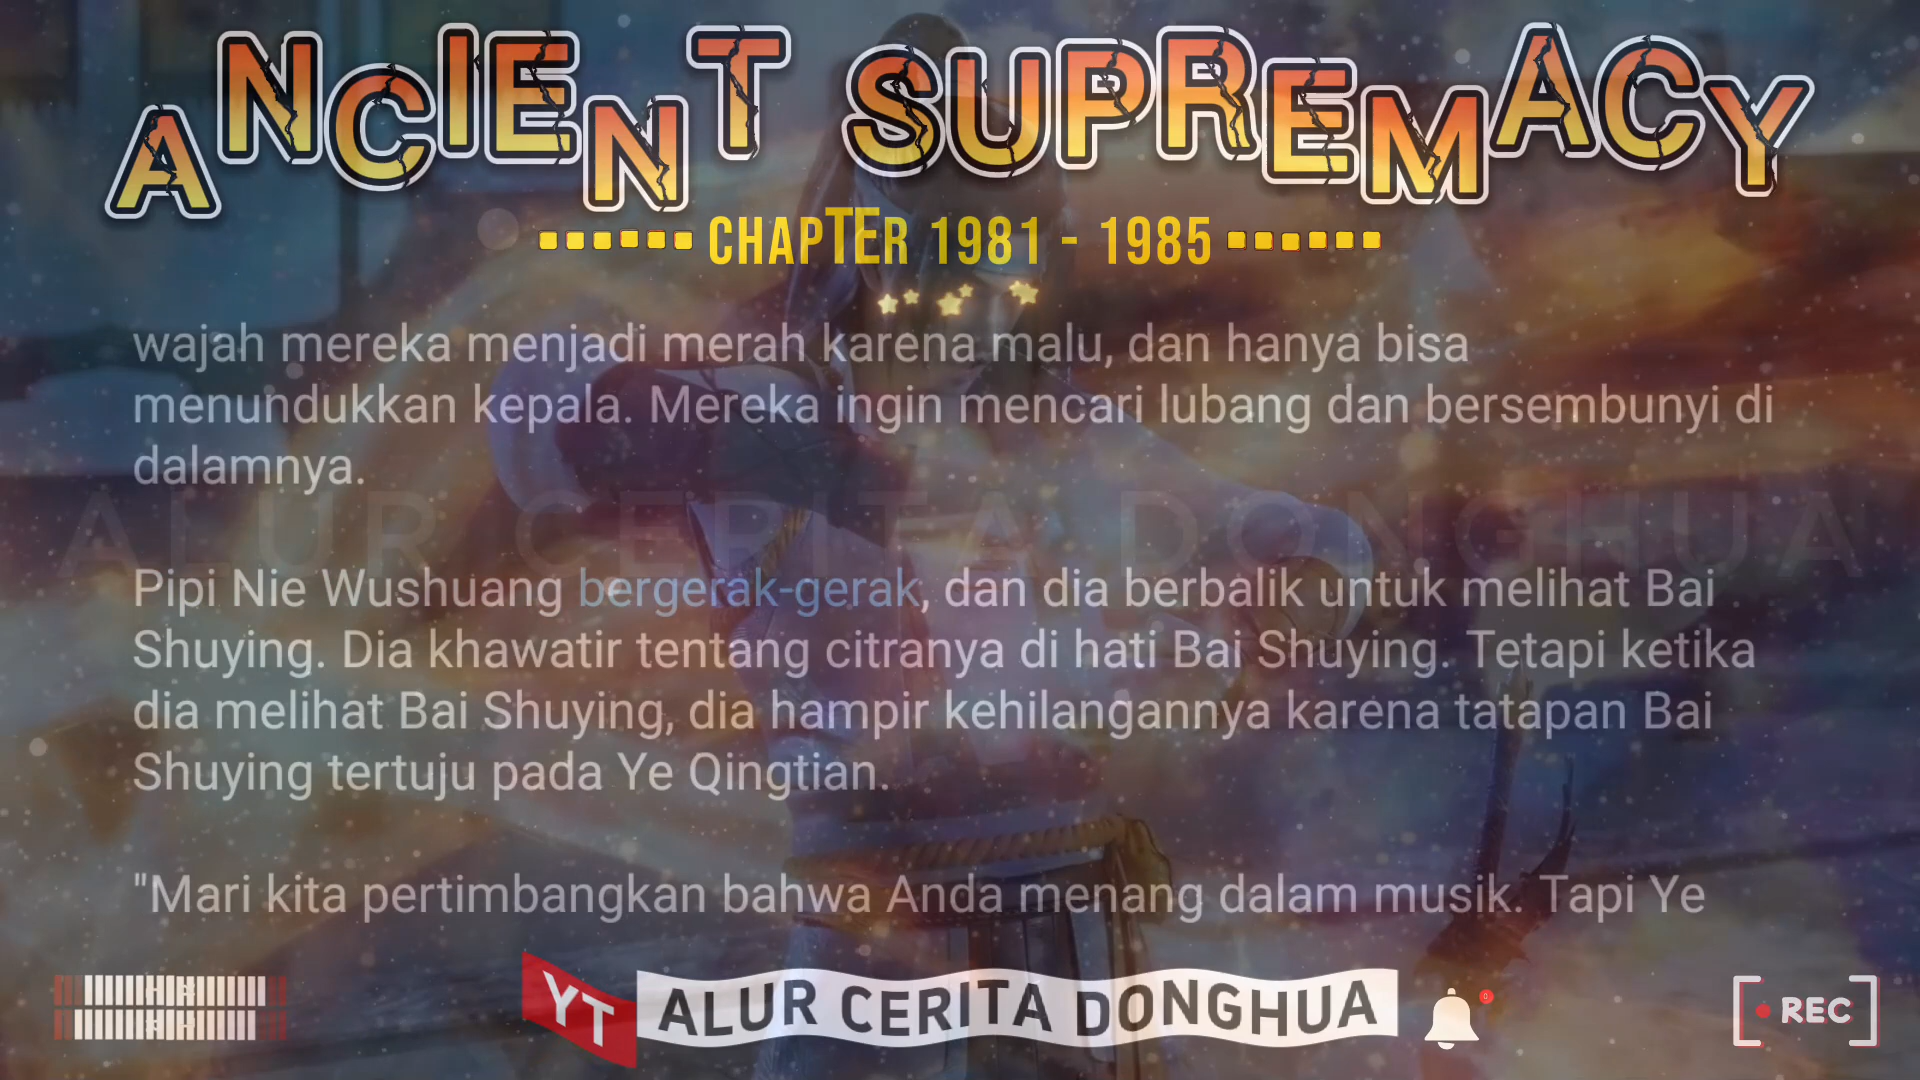 ANCIENT SUPREMACY
CHAPTER 1981 - 1985
wajah mereka menjadi merah karena malu, dan hanya bisa
menundukkan kepala. Mereka ingin mencari lubang dan bersembunyi di
dalamnya.
ALUR CERITA DONGHUA
Pipi Nie Wushuang bergerak-gerak, dan dia berbalik untuk melihat Bai
Shuying. Dia khawatir tentang citranya di hati Bai Shuying. Tetapi ketika
dia melihat Bai Shuying, dia hampir kehilangannya karena tatapan Bai
Shuying tertuju pada Ye Qingtian.
"Mari kita pertimbangkan bahwa Anda menang dalam musik. Tapi Ye
YT ALUR CERITA DONGHUA
REC